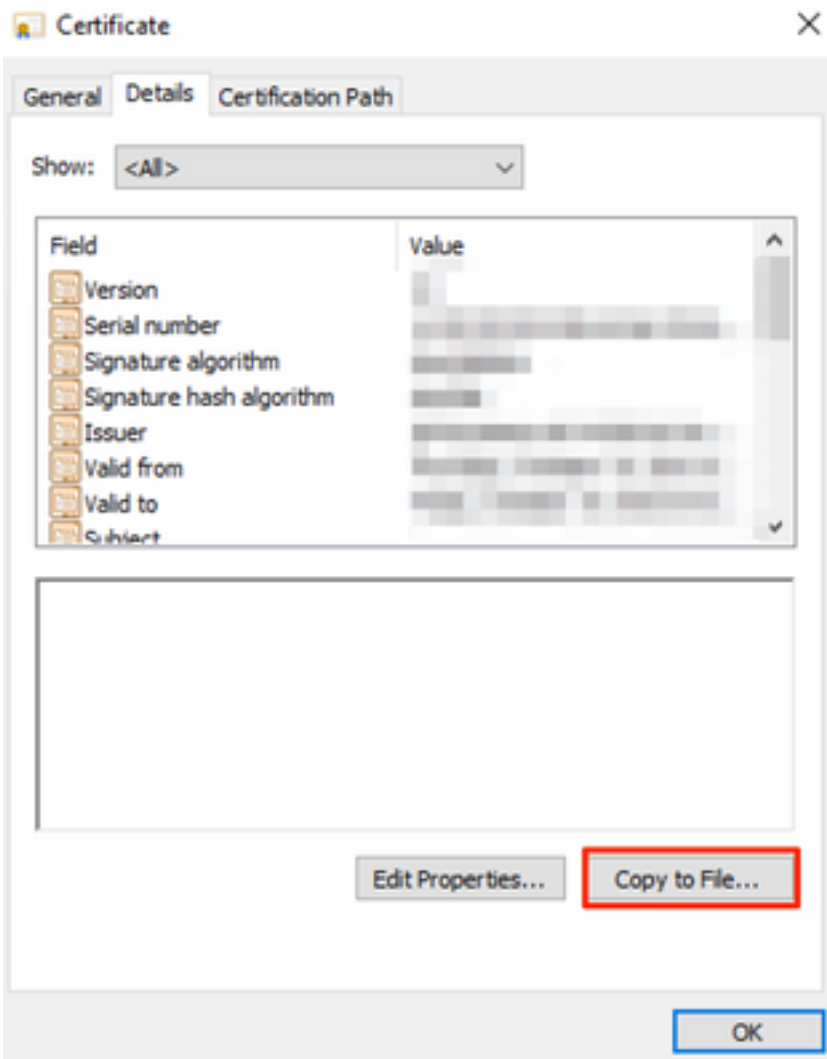 Certificate
General Details Certification Path
Show: <All>
Field Value
Version
Serial number
Signature algorithm
Signature hash algorithm
Issuer
Valid from
Valid to
Subject
Edit Properties... Copy to File...
OK